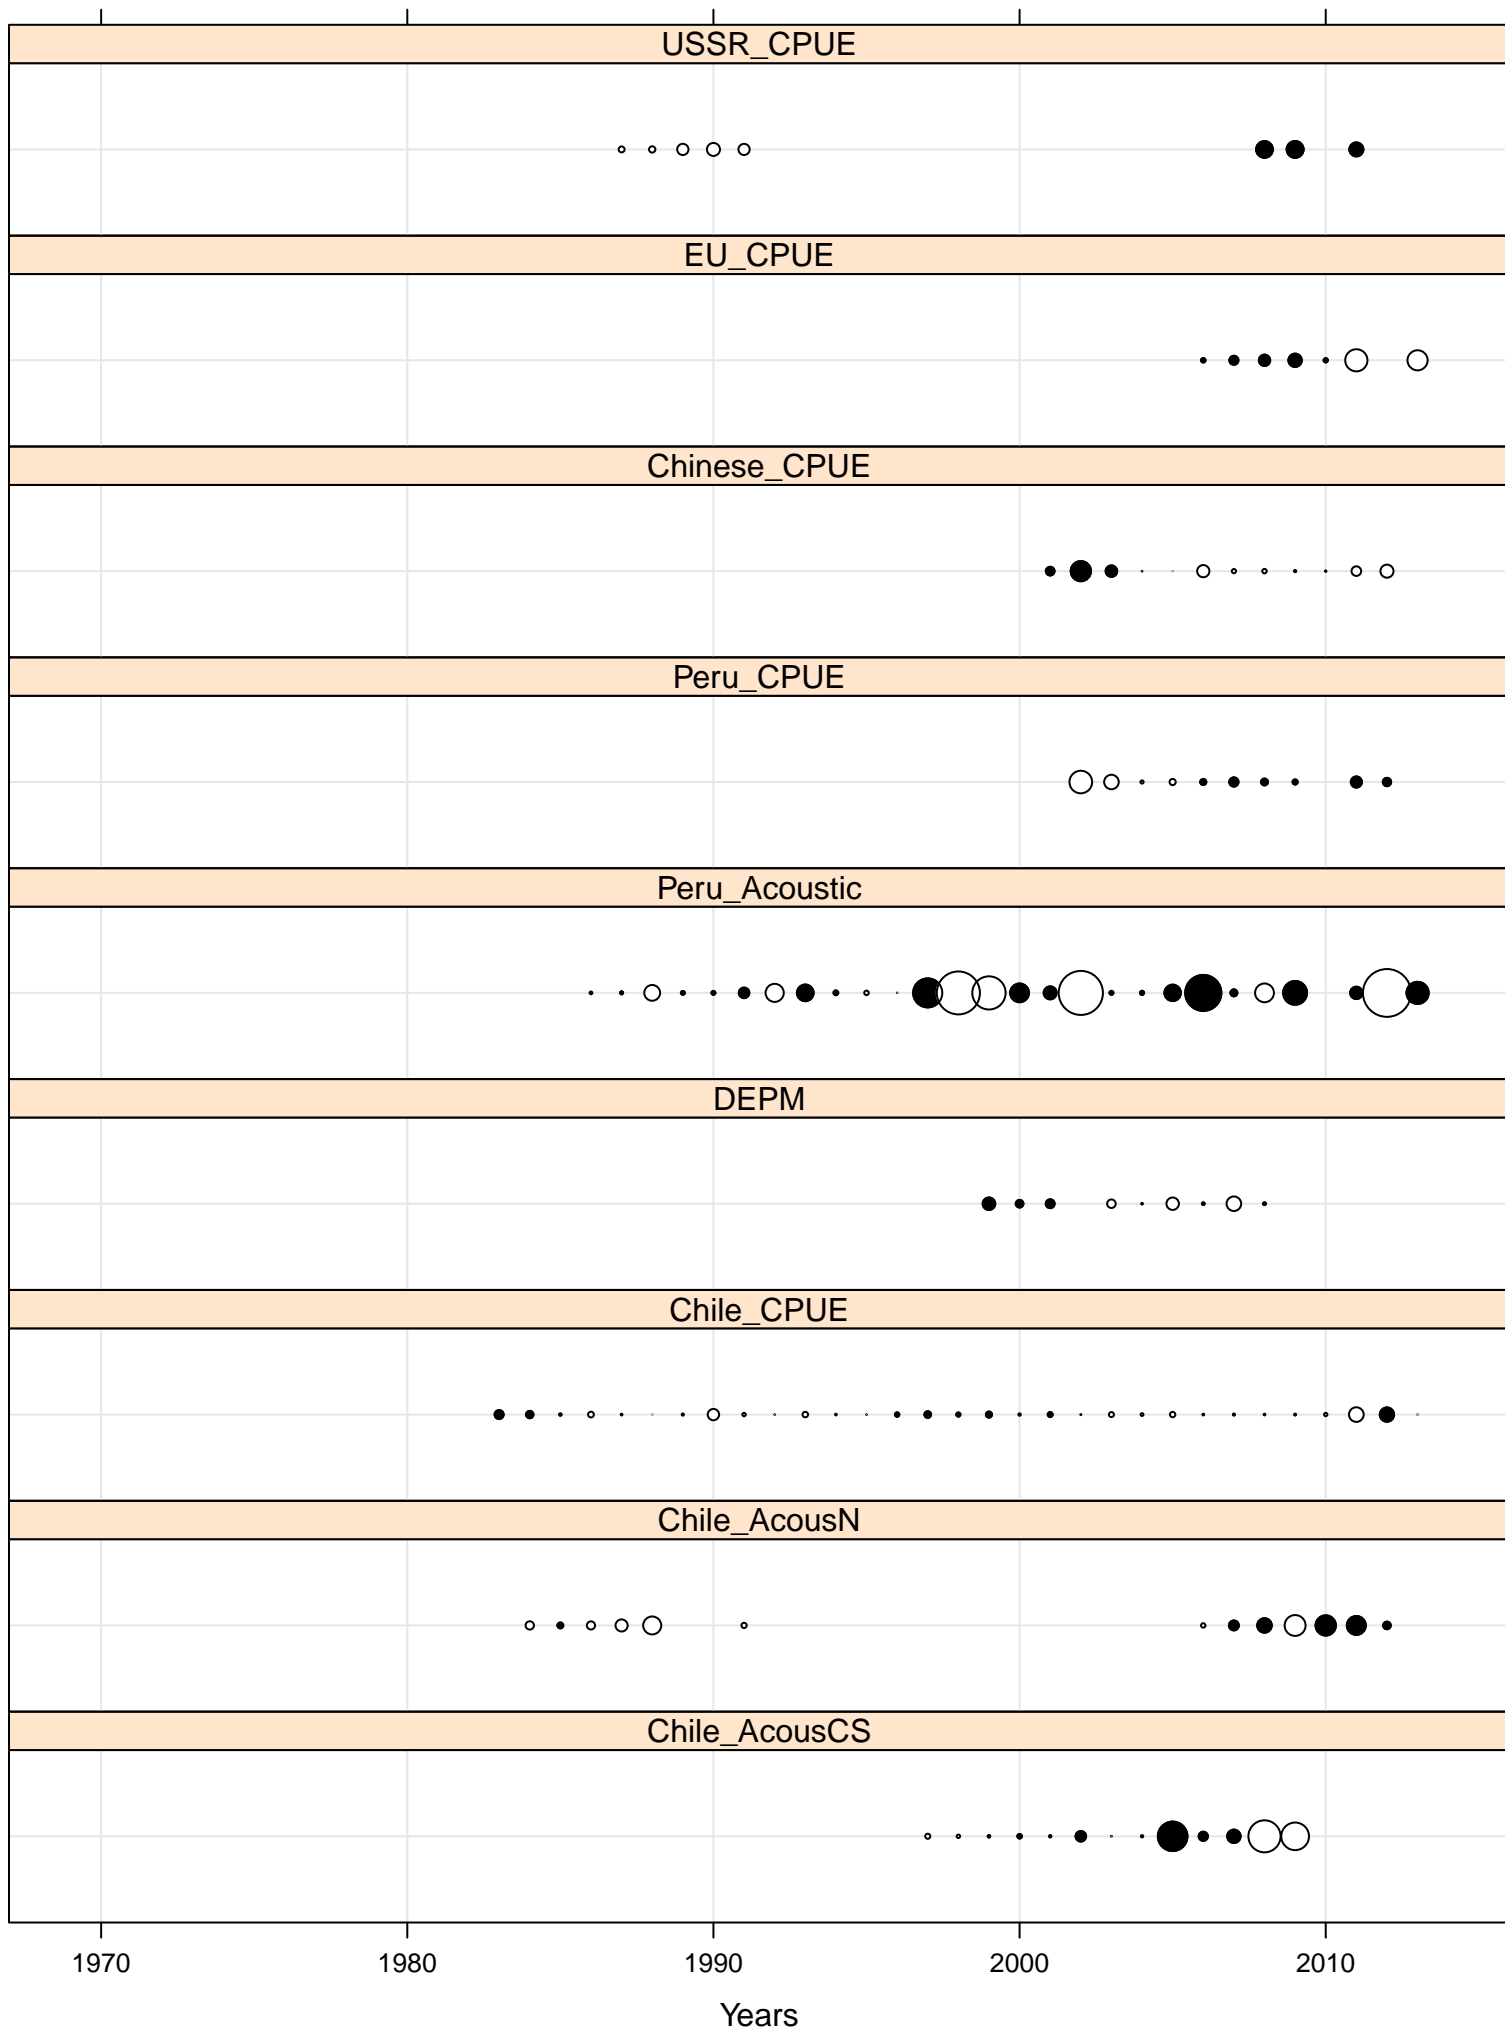 USSR_CPUE
EU_CPUE
Chinese_CPUE
Peru_CPUE
Peru_Acoustic
DEPM
Chile_CPUE
Chile_AcousN
Chile_AcousCS
1970 1980 1990 2000 2010
Years